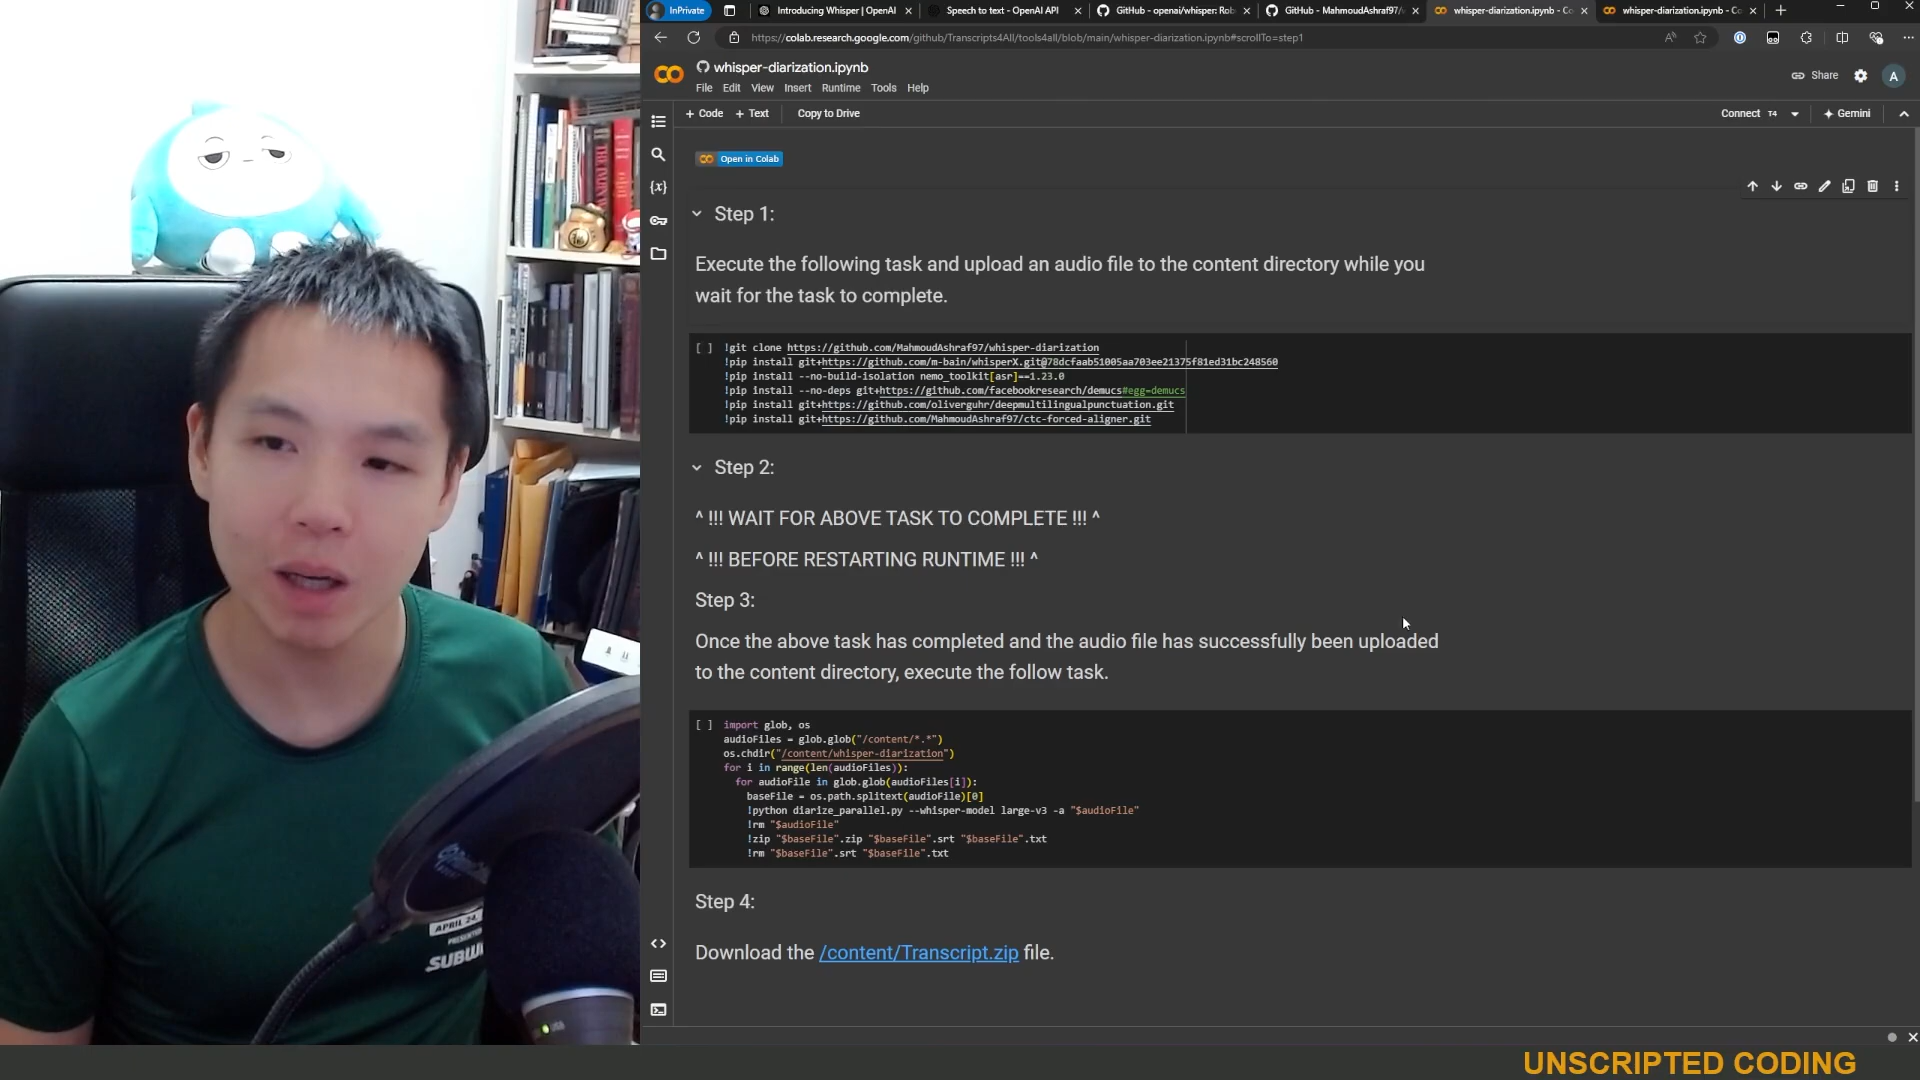 InPrivate
Introducing Whisper | OpenAI
Speech to text - OpenAI API
GitHub - openai/whisper: Rob
GitHub - MahmoudAshraf97/
whisper-diarization.ipynb - Co
whisper-diarization.ipynb - Co
https://colab.research.google.com/github/Transcripts4All/tools4all/blob/main/whisper-diarization.ipynb#scrollTo=step1
whisper-diarization.ipynb
Share
A
File Edit View Insert Runtime Tools Help
+ Code + Text Copy to Drive
Connect T4
Gemini
Open in Colab
Step 1:
Execute the following task and upload an audio file to the content directory while you
wait for the task to complete.
[ ] !git clone https://github.com/MahmoudAshraf97/whisper-diarization
!pip install git+https://github.com/m-bain/whisperX.git@78dcfaab51005aa703ee21375f81ed31bc248560
!pip install --no-build-isolation nemo_toolkit[asr]==1.23.0
!pip install --no-deps git+https://github.com/facebookresearch/demucs#egg=demucs
!pip install git+https://github.com/oliverguhr/deepmultilingualpunctuation.git
!pip install git+https://github.com/MahmoudAshraf97/ctc-forced-aligner.git
Step 2:
^ !!! WAIT FOR ABOVE TASK TO COMPLETE !!! ^
^ !!! BEFORE RESTARTING RUNTIME !!! ^
Step 3:
Once the above task has completed and the audio file has successfully been uploaded
to the content directory, execute the follow task.
[ ] import glob, os
audioFiles = glob.glob("/content/*.*")
os.chdir("/content/whisper-diarization")
for i in range(len(audioFiles)):
for audioFile in glob.glob(audioFiles[i]):
baseFile = os.path.splitext(audioFile)[0]
!python diarize_parallel.py --whisper-model large-v3 -a "$audioFile"
!rm "$audioFile"
!zip "$baseFile".zip "$baseFile".srt "$baseFile".txt
!rm "$baseFile".srt "$baseFile".txt
Step 4:
Download the /content/Transcript.zip file.
APRIL 24,
SUBW
UNSCRIPTED CODING